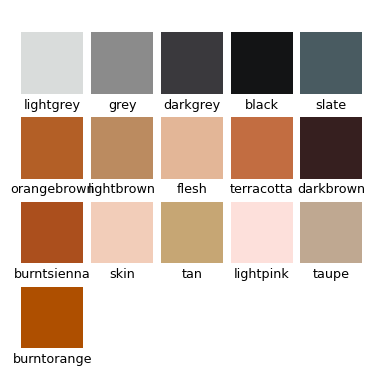 lightgrey grey darkgrey black slate
orangebrown lightbrown flesh terracotta darkbrown
burntsienna skin tan lightpink taupe
burntorange